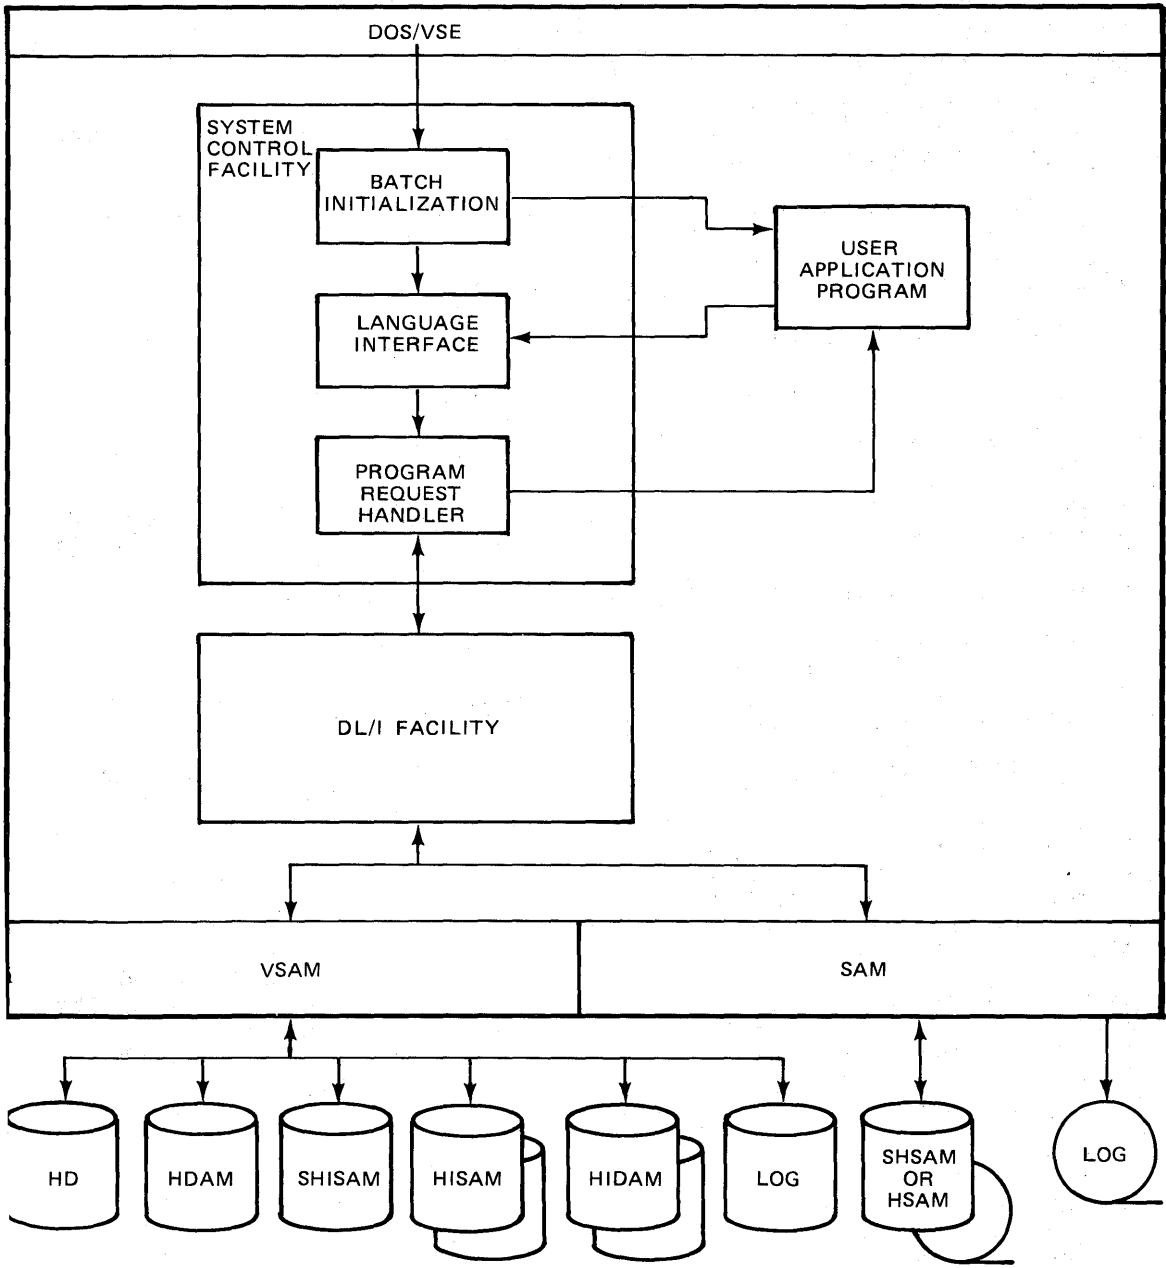 DOS/VSE
SYSTEM
CONTROL
FACILITY
BATCH
INITIALIZATION
USER
APPLICATION
PROGRAM
LANGUAGE
INTERFACE
PROGRAM
REQUEST
HANDLER
DL/I FACILITY
VSAM
SAM
HD
HDAM
SHISAM
HISAM
HIDAM
LOG
SHSAM
OR
HSAM
LOG